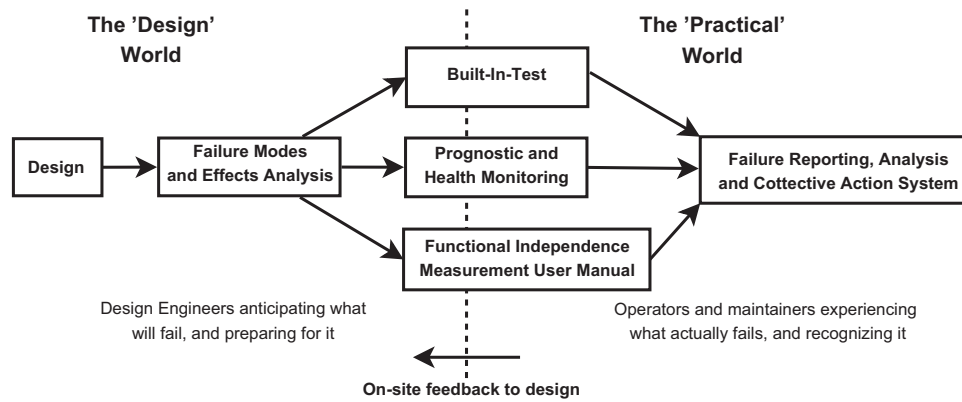 The 'Design'
World
The 'Practical'
World
Built-In-Test
Design
Failure Modes
and Effects Analysis
Prognostic and
Health Monitoring
Failure Reporting, Analysis
and Cottective Action System
Functional Independence
Measurement User Manual
Design Engineers anticipating what
will fail, and preparing for it
Operators and maintainers experiencing
what actually fails, and recognizing it
On-site feedback to design